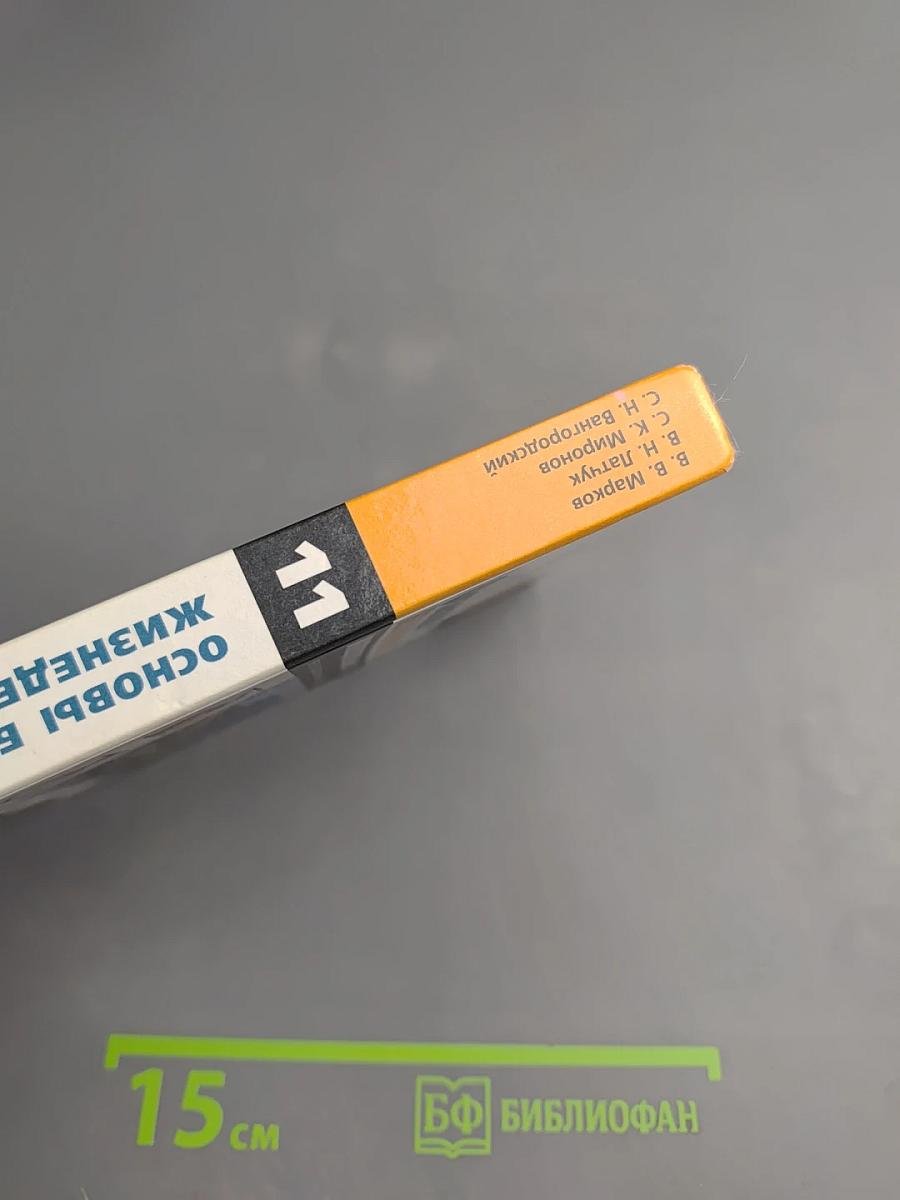 В. В. Марков
В. Н. Латчук
С. К. Миронов
С. Н. Вангородский
11
ОСНОВЫ Б
ЖИЗНЕДЕ
15 см
БФ БИБЛИОФАН